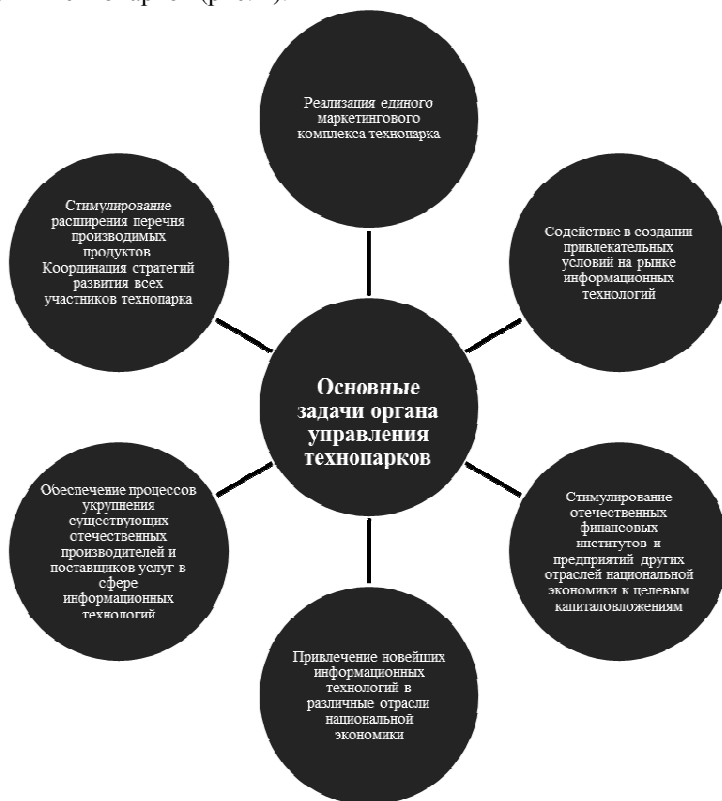 Реализация единого
маркетингового
комплекса технопарка
Стимулирование
расширения перечня
производимых
продуктов
Координация стратегий
развития всех
участников технопарка
Содействие в создании
привлекательных
условий на рынке
информационных
технологий
Основные
задачи органа
управления
технопарков
Обеспечение процессов
укрупнения
существующих
отечественных
производителей и
поставщиков услуг в
сфере
информационных
технологий
Стимулирование
отечественных
финансовых
институтов и
предприятий других
отраслей национальной
экономики к целевым
капиталовложениям
Привлечение новейших
информационных
технологий в
различные отрасли
национальной
экономики